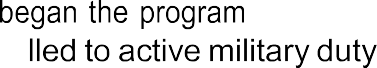 began the program
lled to active military duty